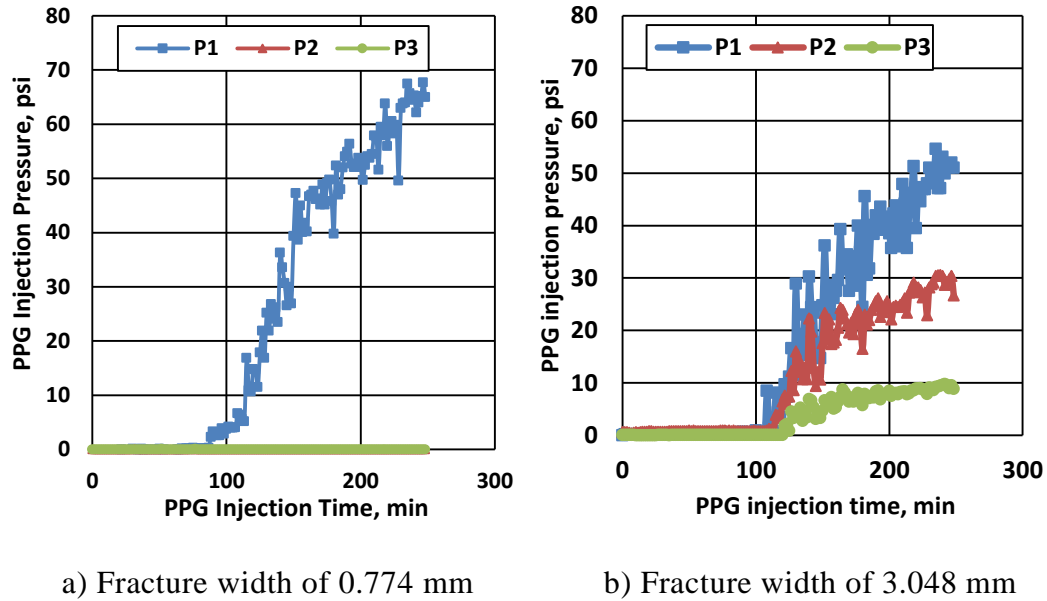 80
70
60
50
40
30
20
10
0
PPG Injection Pressure, psi
P1 P2 P3
0 100 200 300
PPG Injection Time, min
a) Fracture width of 0.774 mm
80
70
60
50
40
30
20
10
0
PPG injection pressure, psi
P1 P2 P3
0 100 200 300
PPG injection time, min
b) Fracture width of 3.048 mm